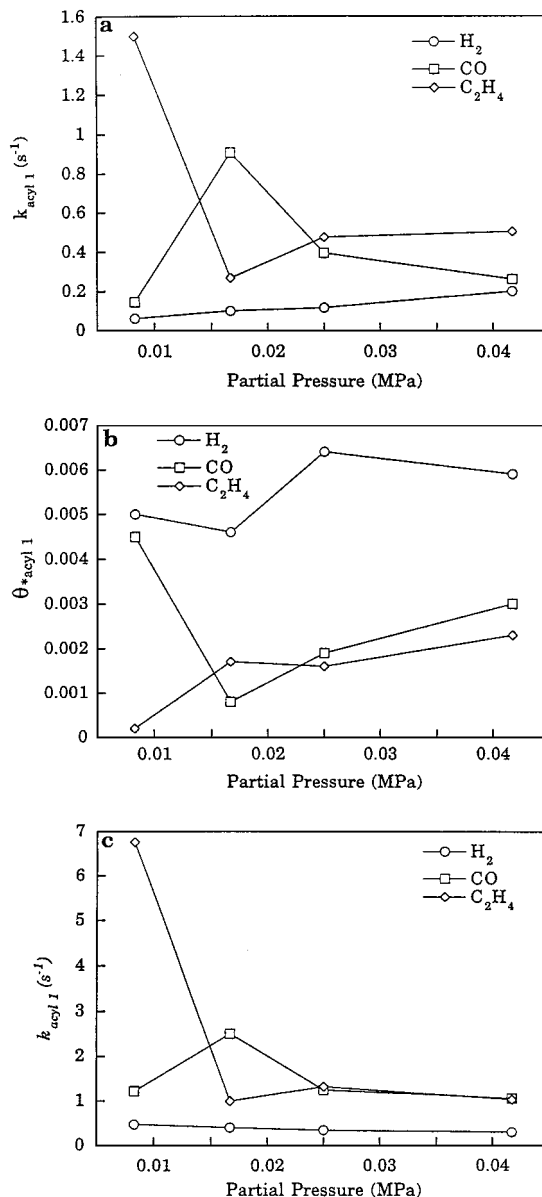 a
1.6
1.4
1.2
1
0.8
0.6
0.4
0.2
0
k_acyl 1 (s⁻¹)
H₂
CO
C₂H₄
0.01 0.02 0.03 0.04
Partial Pressure (MPa)
b
0.007
0.006
0.005
0.004
0.003
0.002
0.001
0
θ*acyl 1
H₂
CO
C₂H₄
0.01 0.02 0.03 0.04
Partial Pressure (MPa)
c
7
6
5
4
3
2
1
0
k_acyl 1 (s⁻¹)
H₂
CO
C₂H₄
0.01 0.02 0.03 0.04
Partial Pressure (MPa)